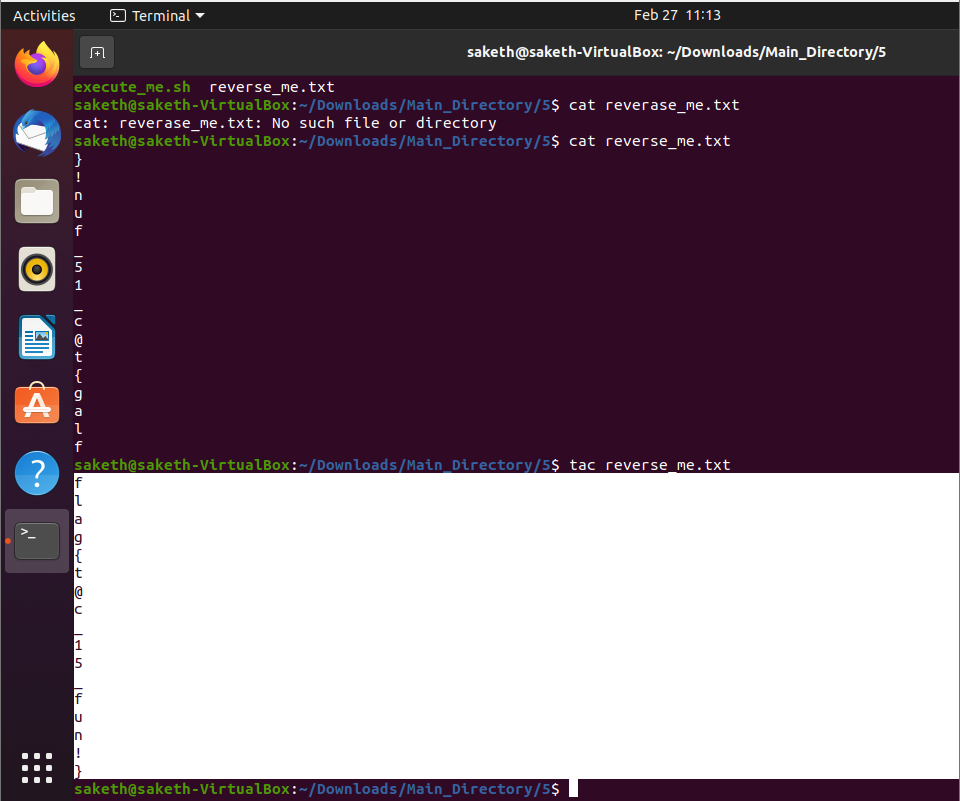 Activities Terminal Feb 27 11:13
saketh@saketh-VirtualBox: ~/Downloads/Main_Directory/5
execute_me.sh  reverse_me.txt
saketh@saketh-VirtualBox:~/Downloads/Main_Directory/5$ cat reverase_me.txt
cat: reverase_me.txt: No such file or directory
saketh@saketh-VirtualBox:~/Downloads/Main_Directory/5$ cat reverse_me.txt
}
!
n
u
f
_
5
1
_
c
@
t
{
g
a
l
f
saketh@saketh-VirtualBox:~/Downloads/Main_Directory/5$ tac reverse_me.txt
f
l
a
g
{
t
@
c
_
1
5
_
f
u
n
!
}
saketh@saketh-VirtualBox:~/Downloads/Main_Directory/5$